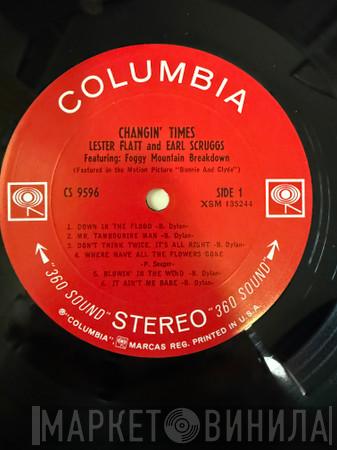 COLUMBIA
CHANGIN' TIMES
LESTER FLATT and EARL SCRUGGS
Featuring: Foggy Mountain Breakdown
(Featured in the Motion Picture "Bonnie And Clyde")
CS 9596
SIDE 1
XSM 135244
1. DOWN IN THE FLOOD -B. Dylan-
2. MR. TAMBOURINE MAN -B. Dylan-
3. DON'T THINK TWICE, IT'S ALL RIGHT -B. Dylan-
4. WHERE HAVE ALL THE FLOWERS GONE
-P. Seeger-
5. BLOWIN' IN THE WIND -B. Dylan-
6. IT AIN'T ME BABE -B. Dylan-
"360 SOUND" STEREO "360 SOUND"
℗ "COLUMBIA", MARCAS REG. PRINTED IN U.S.A.
МАРКЕТ ВИНИЛА